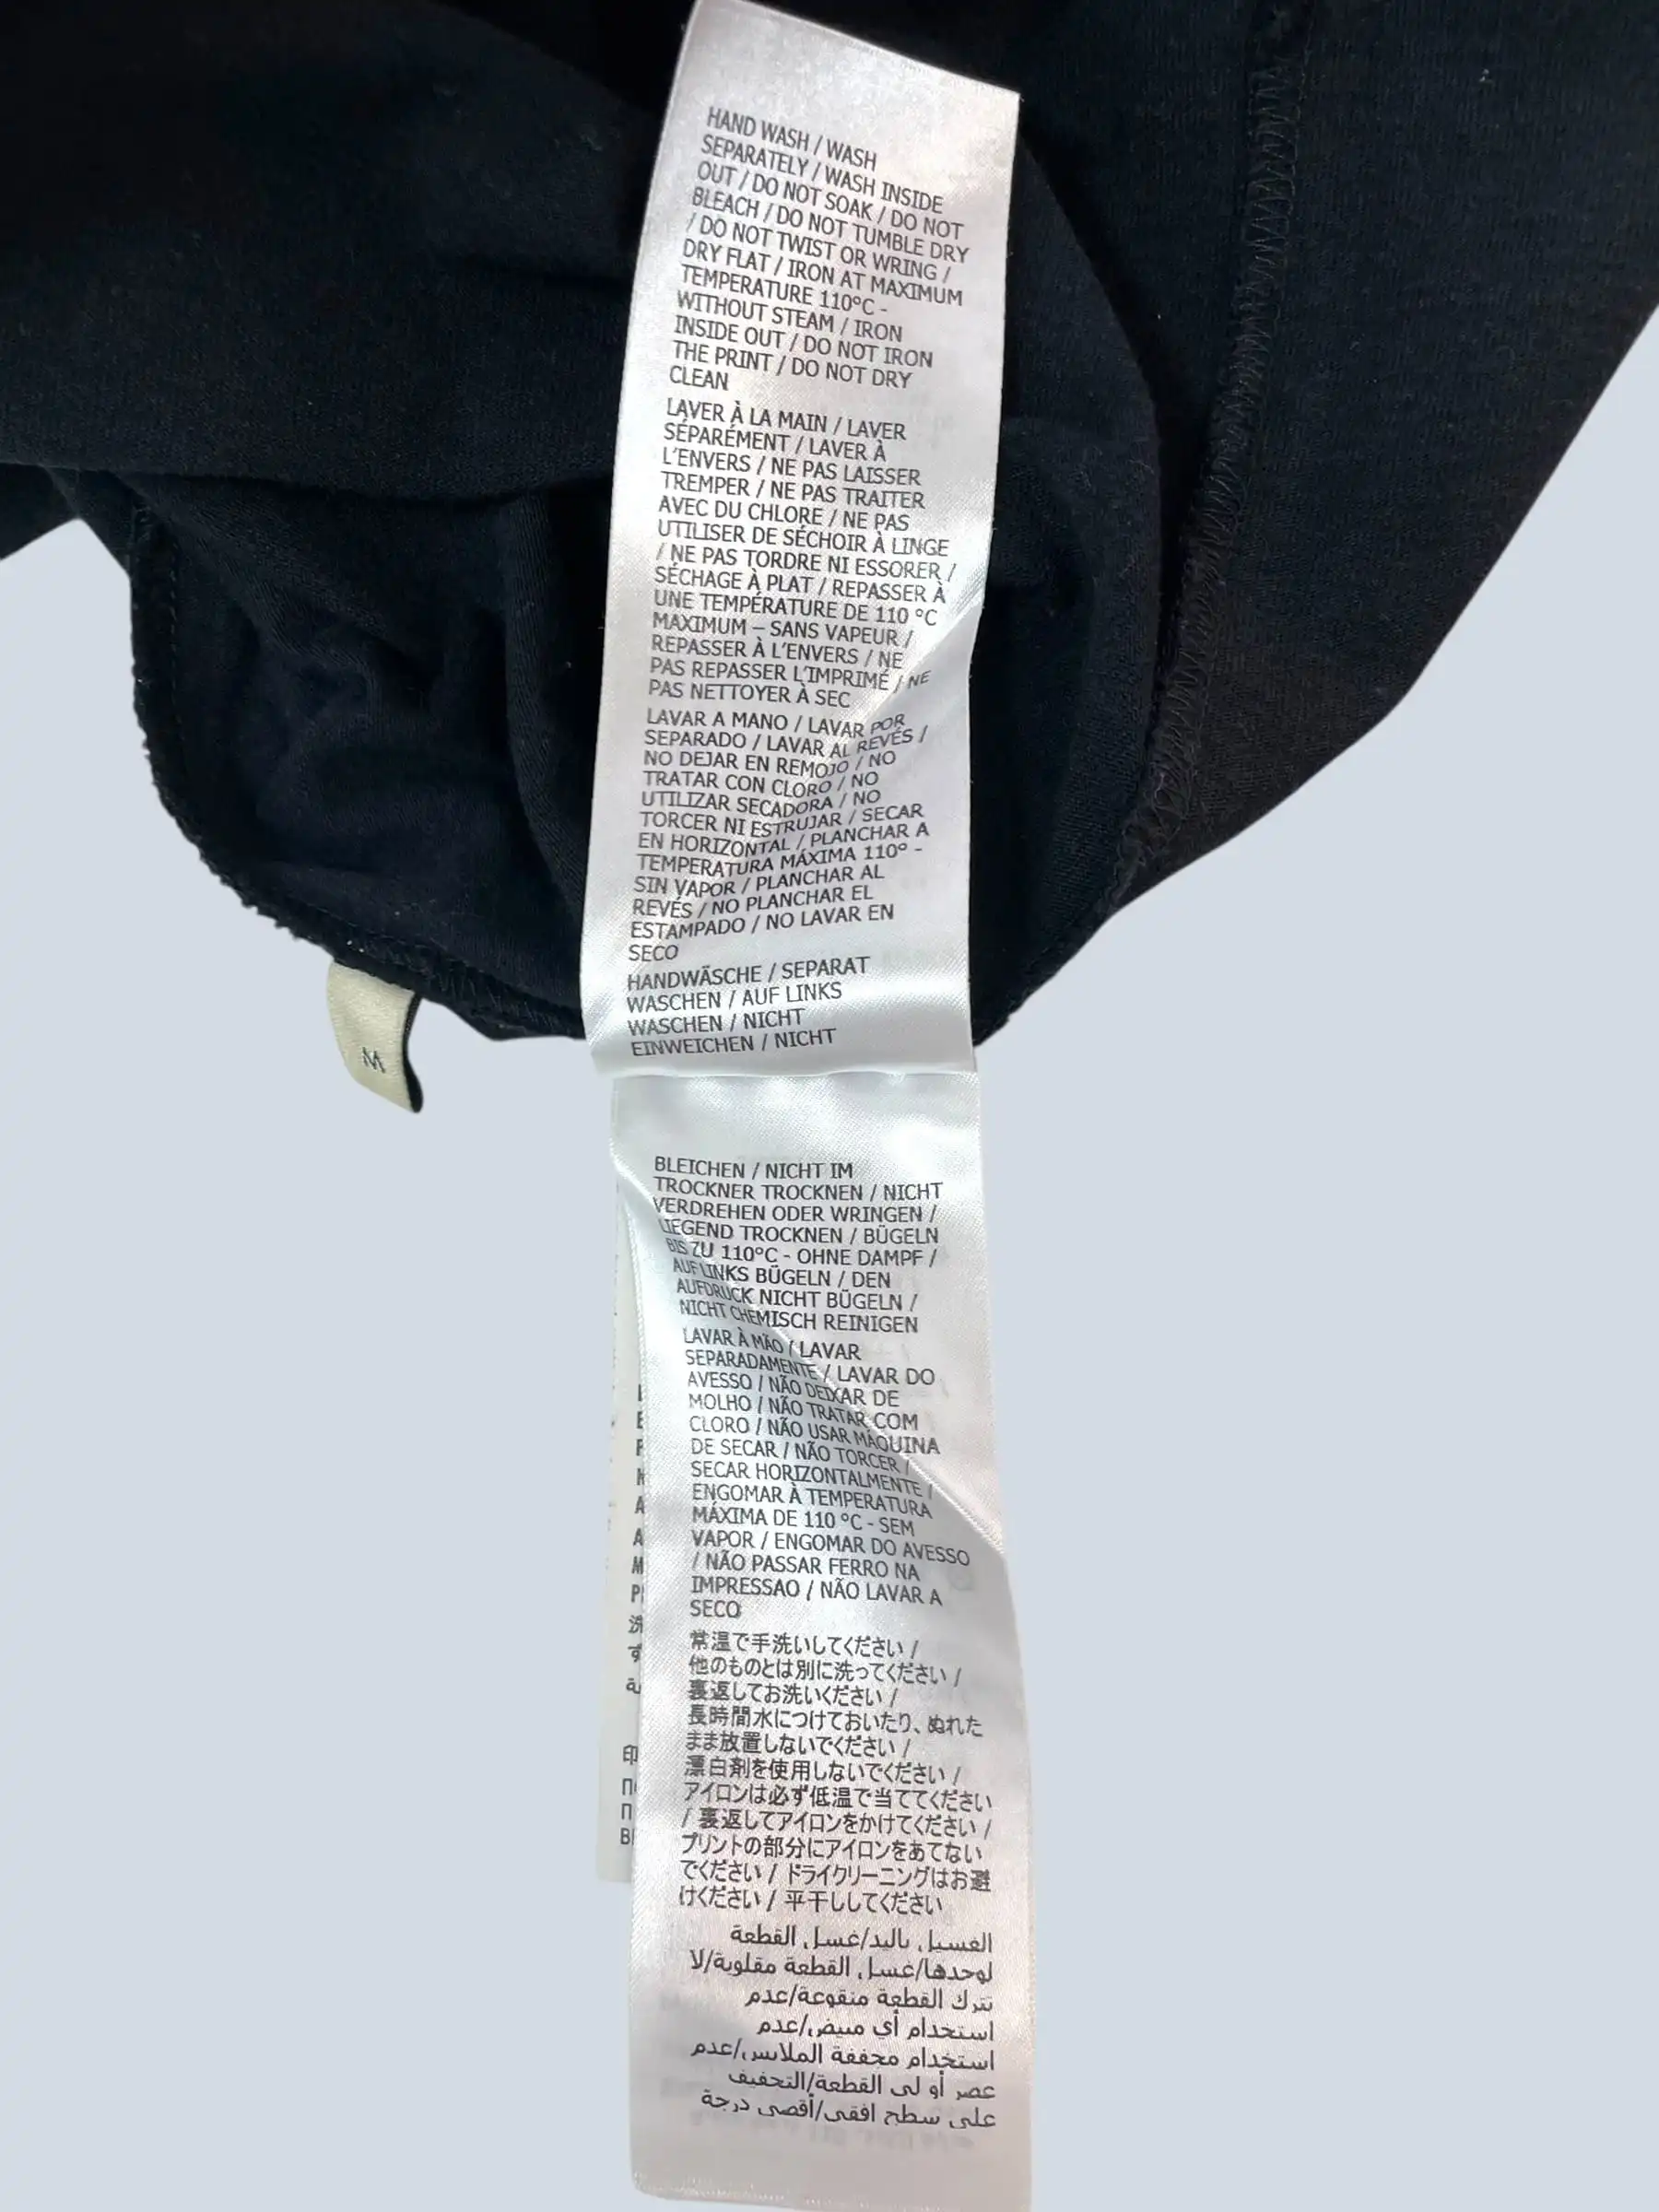 HAND WASH / WASH
SEPARATELY / WASH INSIDE
OUT / DO NOT SOAK / DO NOT
BLEACH / DO NOT TUMBLE DRY
/ DO NOT TWIST OR WRING /
DRY FLAT / IRON AT MAXIMUM
TEMPERATURE 110°C -
WITHOUT STEAM / IRON
INSIDE OUT / DO NOT IRON
THE PRINT / DO NOT DRY
CLEAN
LAVER À LA MAIN / LAVER
SÉPARÉMENT / LAVER À
L'ENVERS / NE PAS LAISSER
TREMPER / NE PAS TRAITER
AVEC DU CHLORE / NE PAS
UTILISER DE SÉCHOIR À LINGE
/ NE PAS TORDRE NI ESSORER /
SÉCHAGE À PLAT / REPASSER À
UNE TEMPÉRATURE DE 110 °C
MAXIMUM – SANS VAPEUR /
REPASSER À L'ENVERS / NE
PAS REPASSER L'IMPRIMÉ / NE
PAS NETTOYER À SEC
LAVAR A MANO / LAVAR POR
SEPARADO / LAVAR AL REVÉS /
NO DEJAR EN REMOJO / NO
TRATAR CON CLORO / NO
UTILIZAR SECADORA / NO
TORCER NI ESTRUJAR / SECAR
EN HORIZONTAL / PLANCHAR A
TEMPERATURA MÁXIMA 110º -
SIN VAPOR / PLANCHAR AL
REVÉS / NO PLANCHAR EL
ESTAMPADO / NO LAVAR EN
SECO
HANDWÄSCHE / SEPARAT
WASCHEN / AUF LINKS
WASCHEN / NICHT
EINWEICHEN / NICHT
M
BLEICHEN / NICHT IM
TROCKNER TROCKNEN / NICHT
VERDREHEN ODER WRINGEN /
LIEGEND TROCKNEN / BÜGELN
BIS ZU 110°C - OHNE DAMPF /
AUF LINKS BÜGELN / DEN
AUFDRUCK NICHT BÜGELN /
NICHT CHEMISCH REINIGEN
LAVAR À MÃO / LAVAR
SEPARADAMENTE / LAVAR DO
AVESSO / NÃO DEIXAR DE
MOLHO / NÃO TRATAR COM
CLORO / NÃO USAR MÁQUINA
DE SECAR / NÃO TORCER /
SECAR HORIZONTALMENTE /
ENGOMAR À TEMPERATURA
MÁXIMA DE 110 °C - SEM
VAPOR / ENGOMAR DO AVESSO
/ NÃO PASSAR FERRO NA
IMPRESSAO / NÃO LAVAR A
SECO
常温で手洗いしてください /
他のものとは別に洗ってください /
裏返してお洗いください /
長時間水につけておいたり、ぬれた
まま放置しないでください /
漂白剤を使用しないでください /
アイロンは必ず低温で当ててください
/ 裏返してアイロンをかけてください /
プリントの部分にアイロンをあてない
でください / ドライクリーニングはお避
けください / 平干ししてください
الغسيل باليد/غسل القطعة
لوحدها/غسل القطعة مقلوبة/لا
تترك القطعة منقوعة/عدم
استخدام أي مبيض/عدم
استخدام مجففة الملابس/عدم
عصر أو لى القطعة/التجفيف
على سطح افقى/أقصى درجة